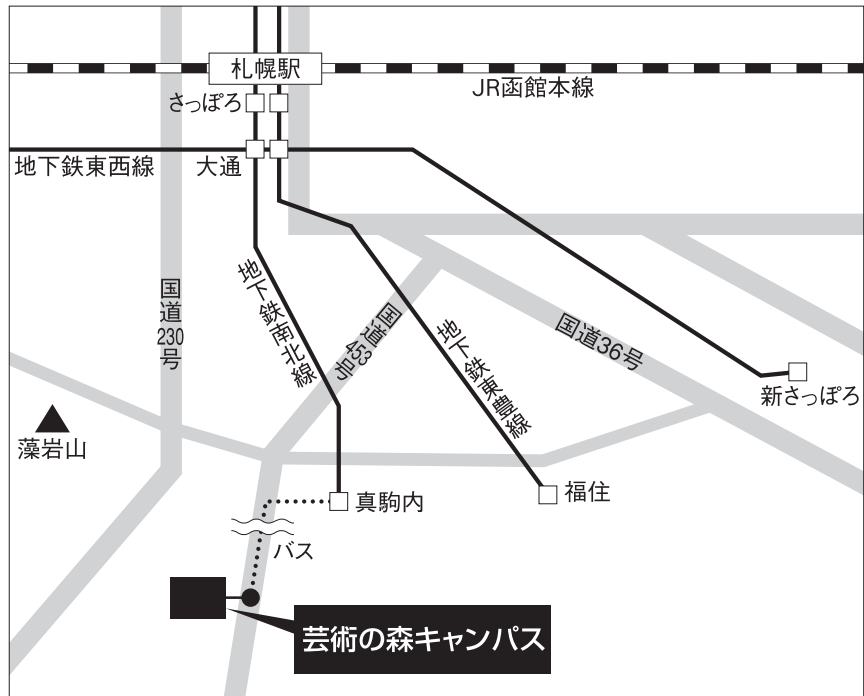 札幌駅
さっぽろ
JR函館本線
地下鉄東西線
大通
国道230号
地下鉄南北線
国道453号
地下鉄東豊線
国道36号
新さっぽろ
藻岩山
真駒内
福住
バス
芸術の森キャンパス